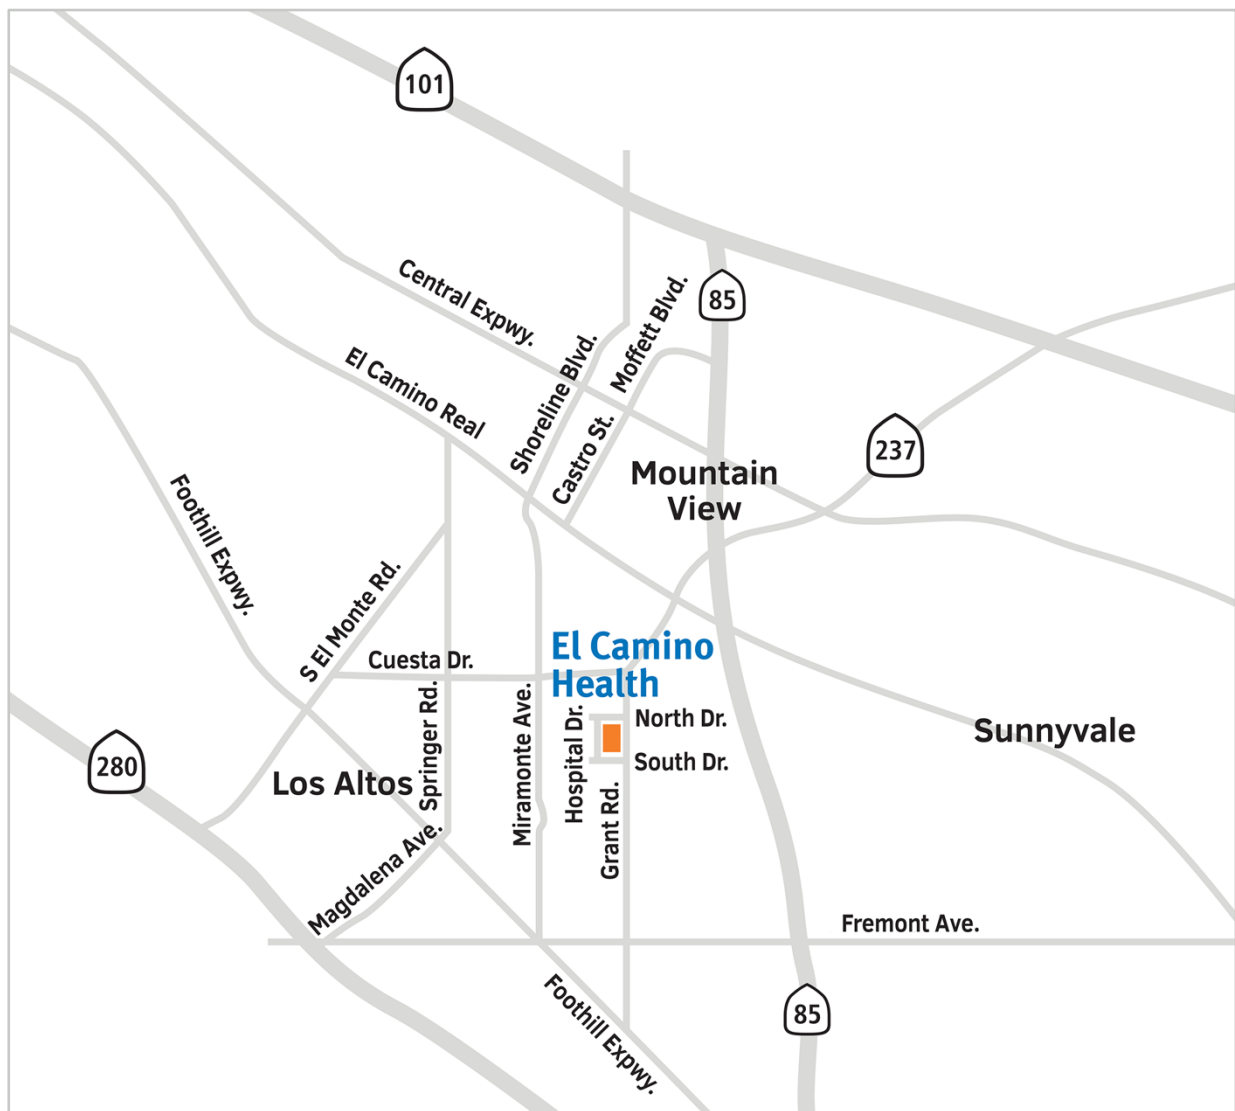 101
Central Expwy.
85
Moffett Blvd.
Shoreline Blvd.
El Camino Real
Castro St.
237
Mountain
View
Foothill Expwy.
S El Monte Rd.
Cuesta Dr.
El Camino
Health
Springer Rd.
Miramonte Ave.
Hospital Dr.
North Dr.
South Dr.
Grant Rd.
Sunnyvale
280
Los Altos
Magdalena Ave.
Fremont Ave.
Foothill Expwy.
85